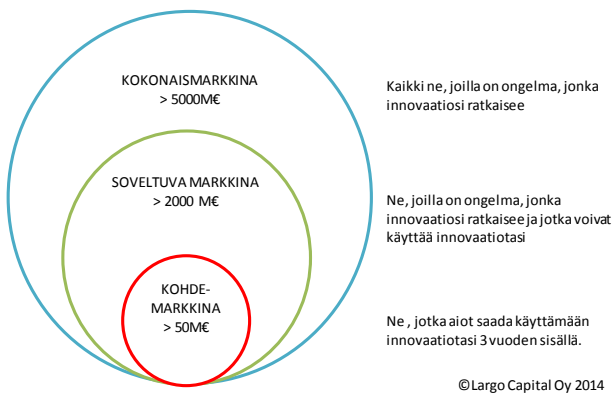 KOKONAISMARKKINA
> 5000M€
Kaikki ne, joilla on ongelma, jonka
innovaatiosi ratkaisee
SOVELTUVA MARKKINA
> 2000 M€
Ne, joilla on ongelma, jonka
innovaatiosi ratkaisee ja jotka voivat
käyttää innovaatiotasi
KOHDE-
MARKKINA
> 50M€
Ne , jotka aiot saada käyttämään
innovaatiotasi 3 vuoden sisällä.
©Largo Capital Oy 2014